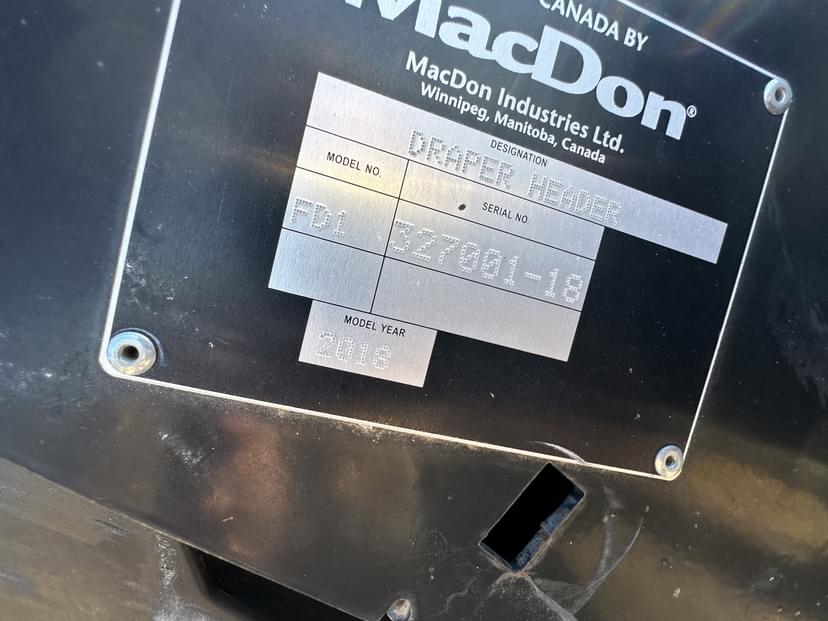 CANADA BY
MacDon®
MacDon Industries Ltd.
Winnipeg, Manitoba, Canada
DESIGNATION
DRAPER HEADER
MODEL NO.
SERIAL NO.
FD1
327001-18
MODEL YEAR
2018